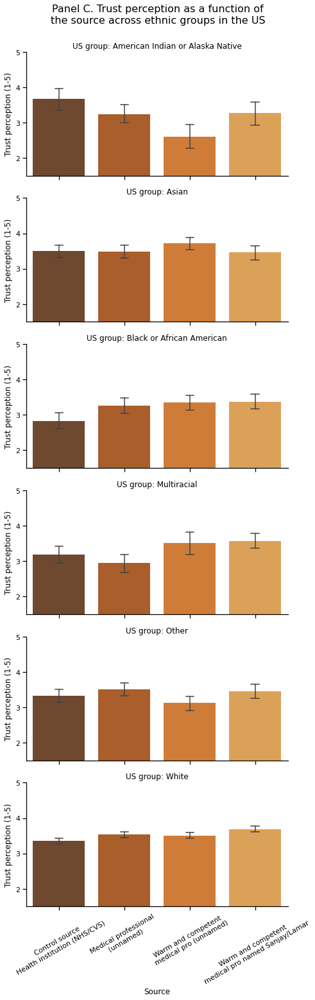 Panel C. Trust perception as a function of
the source across ethnic groups in the US
US group: American Indian or Alaska Native
5
4
3
2
Trust perception (1-5)
US group: Asian
5
4
3
2
Trust perception (1-5)
US group: Black or African American
5
4
3
2
Trust perception (1-5)
US group: Multiracial
5
4
3
2
Trust perception (1-5)
US group: Other
5
4
3
2
Trust perception (1-5)
US group: White
5
4
3
2
Trust perception (1-5)
Control source
Health institution (NHS/CVS)
Medical professional
(unnamed)
Warm and competent
medical pro (unnamed)
Warm and competent
medical pro named Sanjay/Lamar
Source